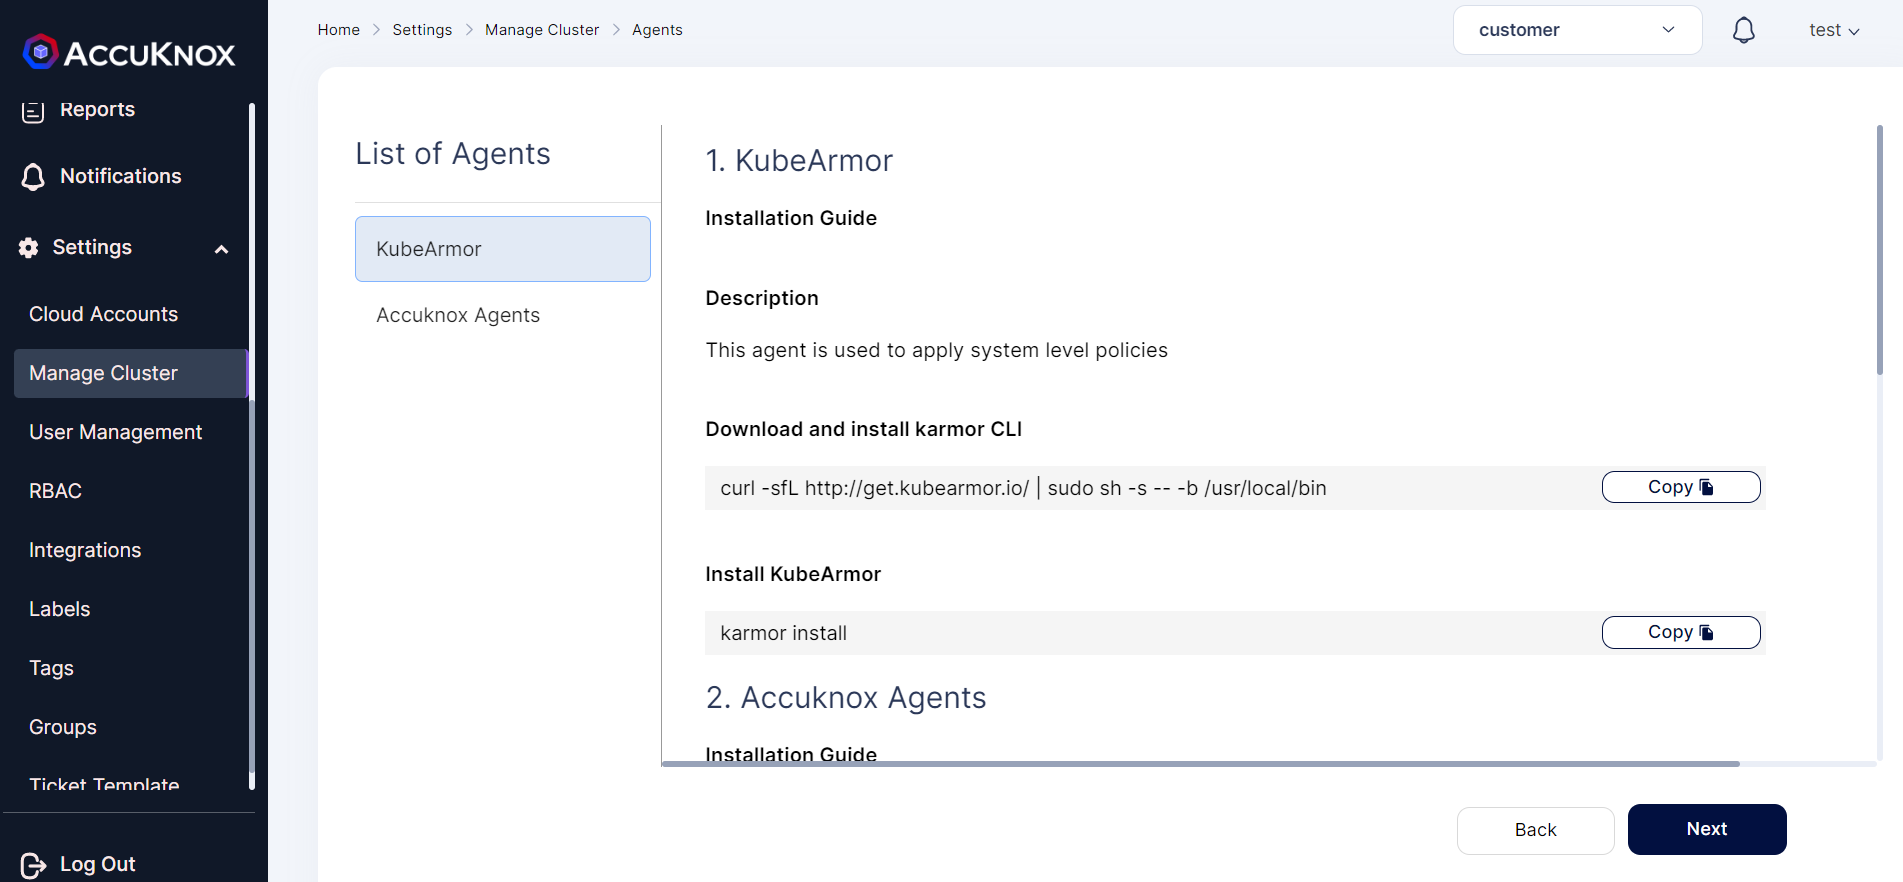 ACCUKNOX
Reports
Notifications
Settings
Cloud Accounts
Manage Cluster
User Management
RBAC
Integrations
Labels
Tags
Groups
Ticket Template
Log Out
Home > Settings > Manage Cluster > Agents
customer
test
List of Agents
KubeArmor
Accuknox Agents
1. KubeArmor
Installation Guide
Description
This agent is used to apply system level policies
Download and install karmor CLI
curl -sfL http://get.kubearmor.io/ | sudo sh -s -- -b /usr/local/bin
Copy
Install KubeArmor
karmor install
Copy
2. Accuknox Agents
Installation Guide
Back
Next